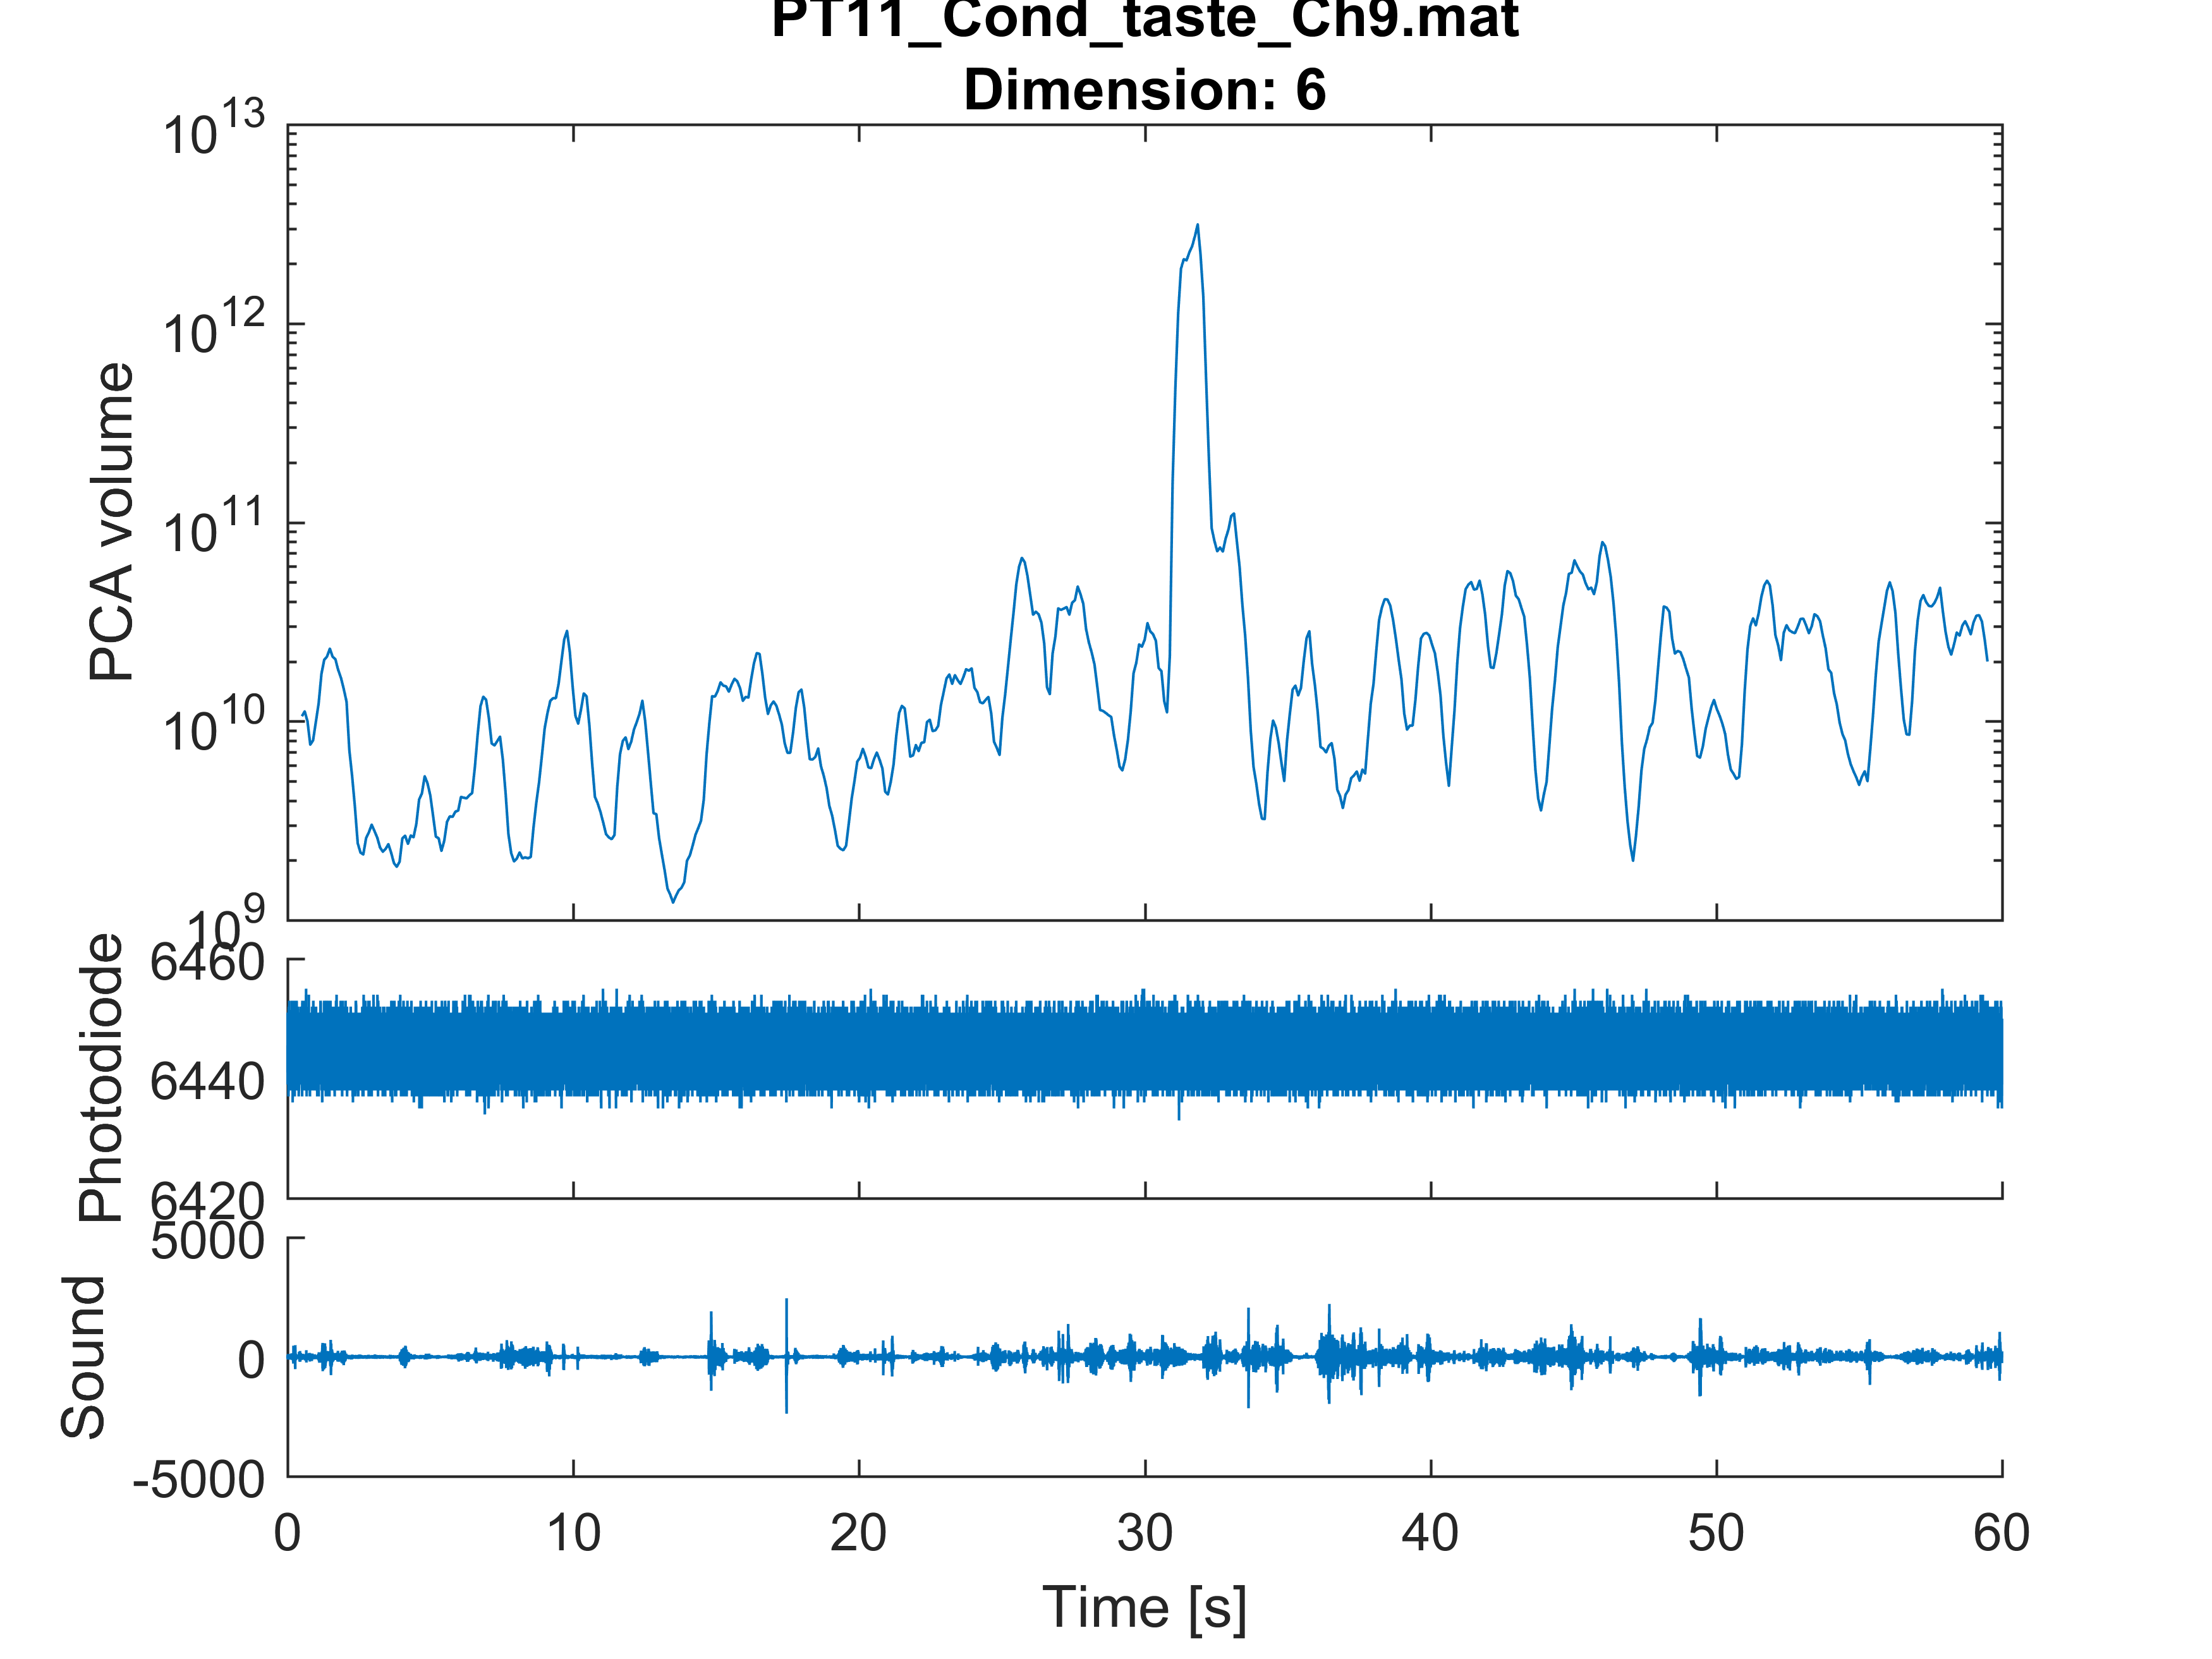 PT11_Cond_taste_Ch9.mat
Dimension: 6
10^13
10^12
10^11
10^10
10^9
PCA volume
6460
6440
6420
Photodiode
5000
0
-5000
Sound
0 10 20 30 40 50 60
Time [s]